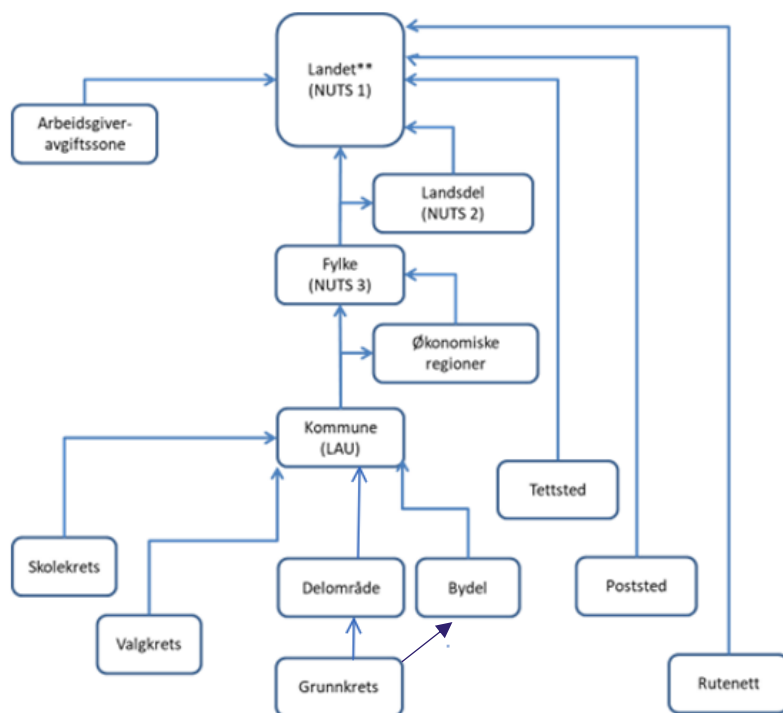 Landet**
(NUTS 1)
Arbeidsgiver-
avgiftssone
Landsdel
(NUTS 2)
Fylke
(NUTS 3)
Økonomiske
regioner
Kommune
(LAU)
Tettsted
Skolekrets
Delområde
Bydel
Poststed
Valgkrets
Grunnkrets
Rutenett